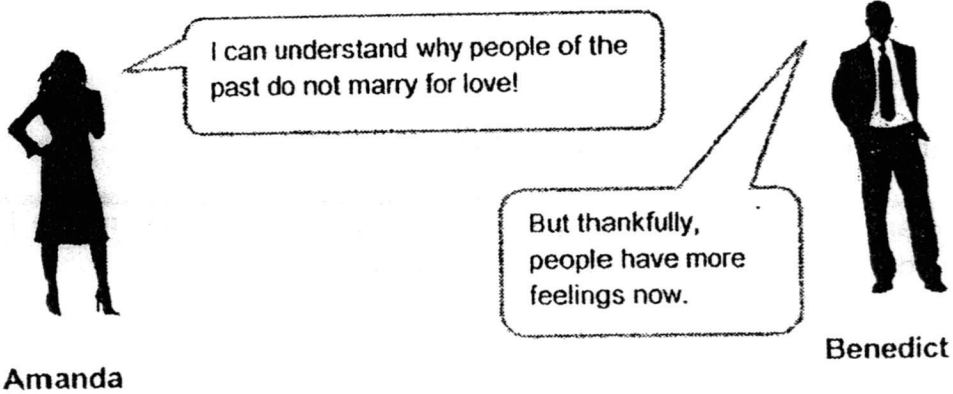 I can understand why people of the
past do not marry for love!
But thankfully,
people have more
feelings now.
Benedict
Amanda